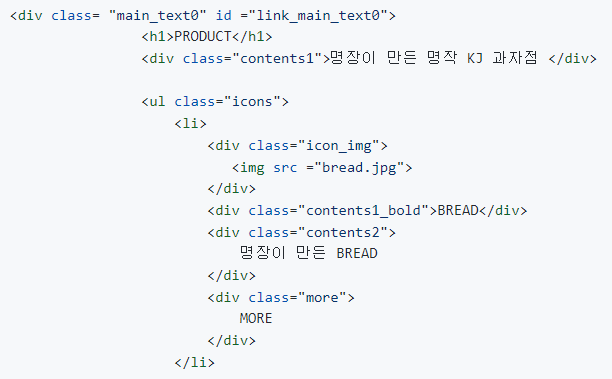 <div class= "main_text0" id ="link_main_text0">
<h1>PRODUCT</h1>
<div class="contents1">명장이 만든 명작 KJ 과자점 </div>
<ul class="icons">
<li>
<div class="icon_img">
<img src ="bread.jpg">
</div>
<div class="contents1_bold">BREAD</div>
<div class="contents2">
명장이 만든 BREAD
</div>
<div class="more">
MORE
</div>
</li>